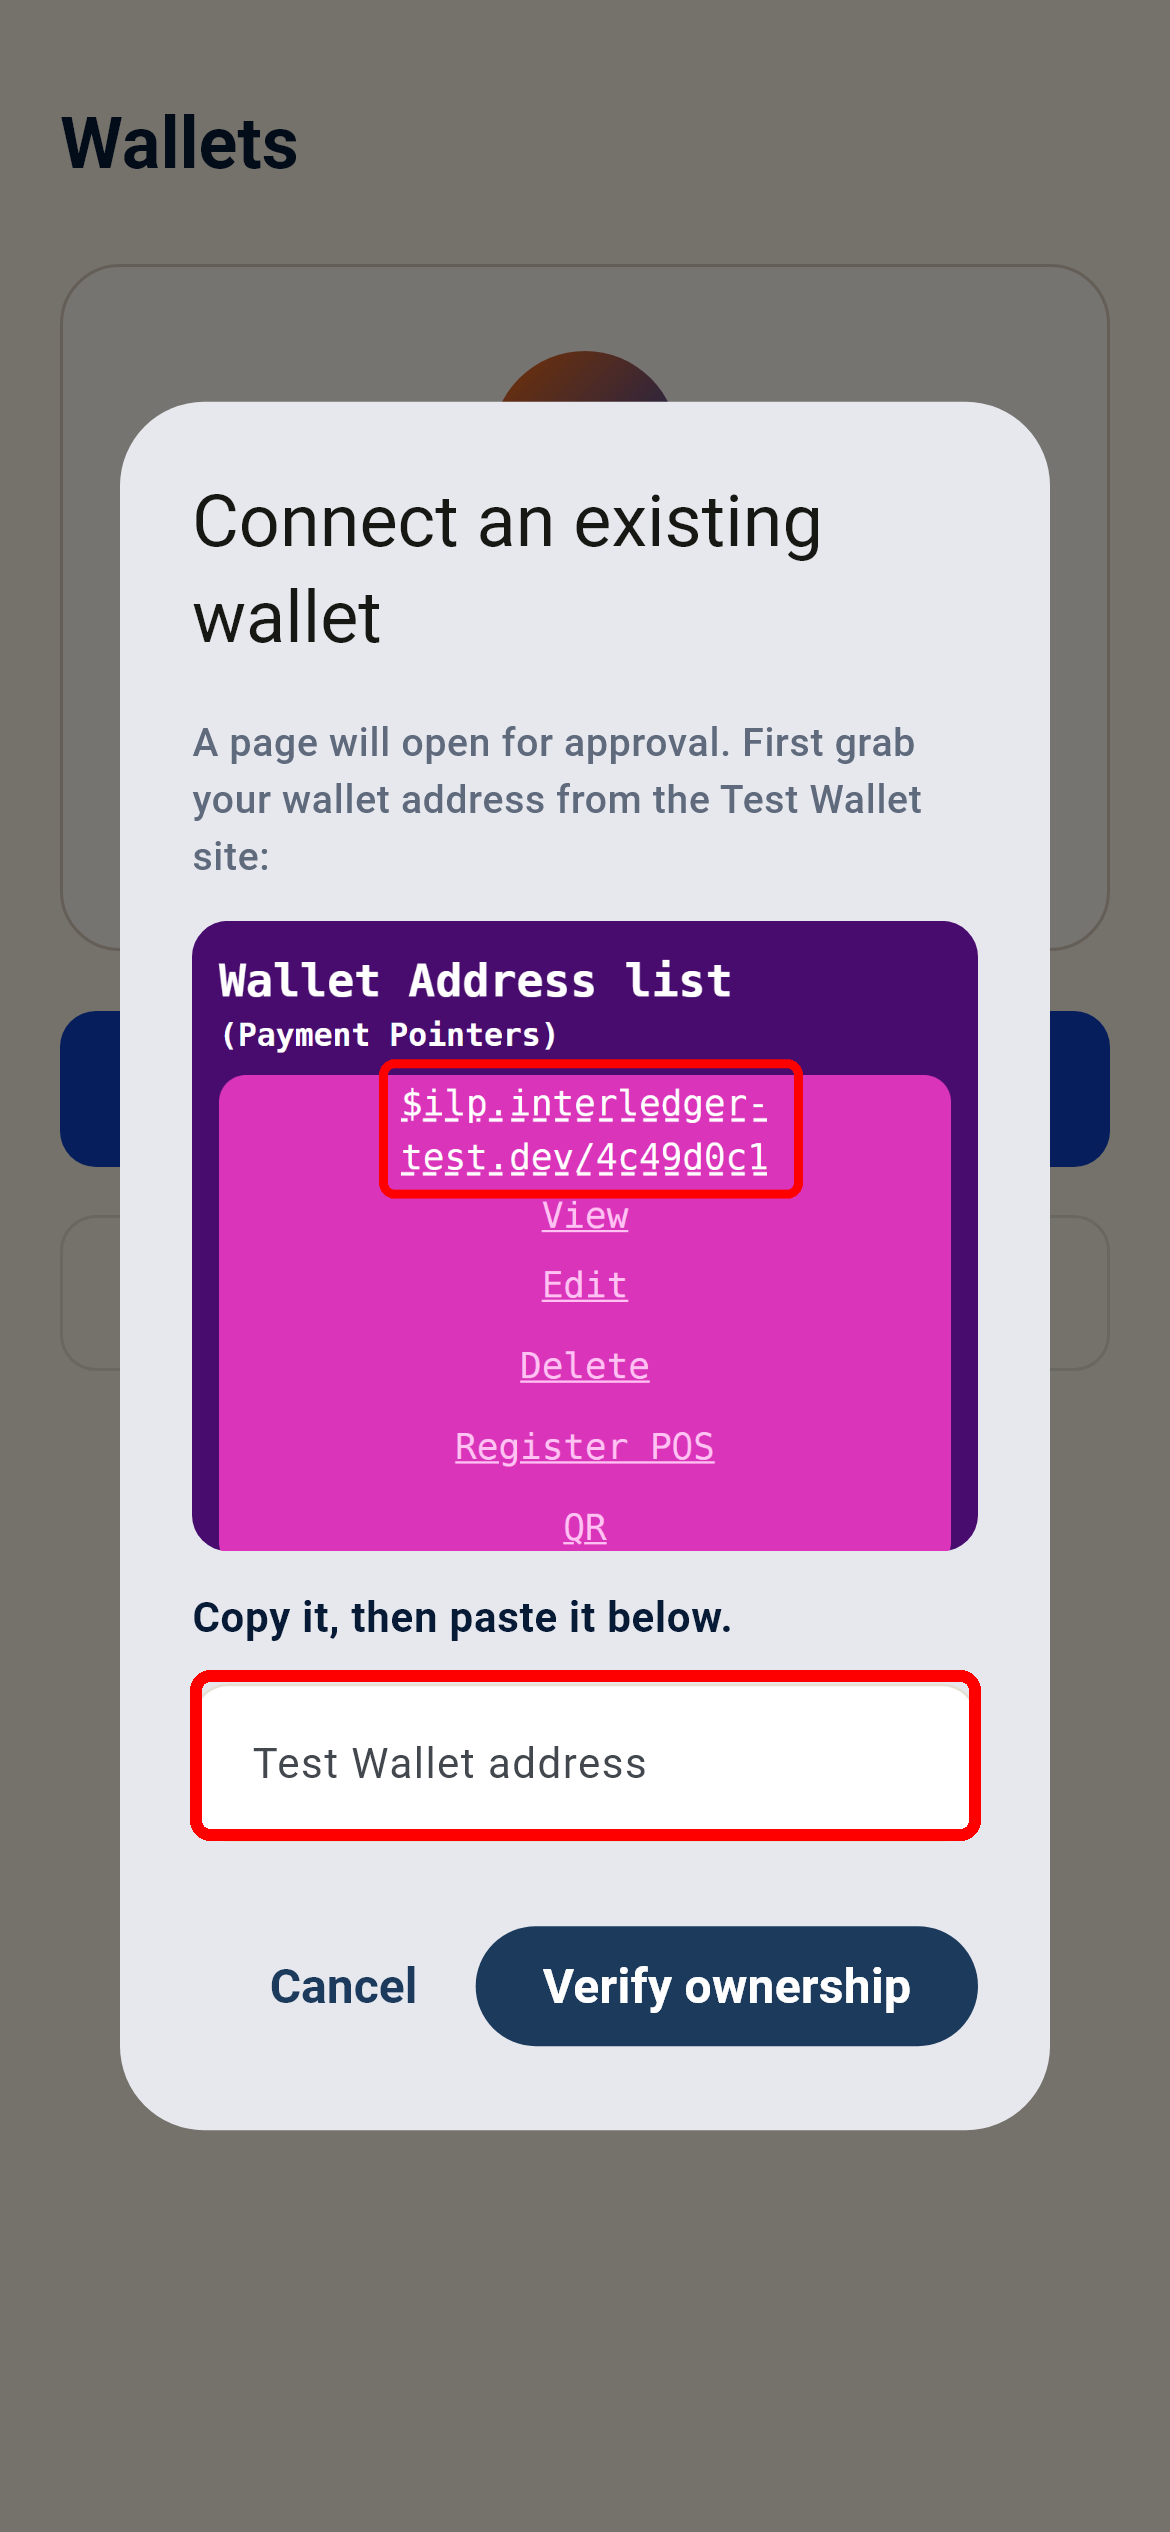 Wallets
Connect an existing
wallet
A page will open for approval. First grab
your wallet address from the Test Wallet
site:
Wallet Address list
(Payment Pointers)
$ilp.interledger-
test.dev/4c49d0c1
View
Edit
Delete
Register POS
QR
Copy it, then paste it below.
Test Wallet address
Cancel
Verify ownership